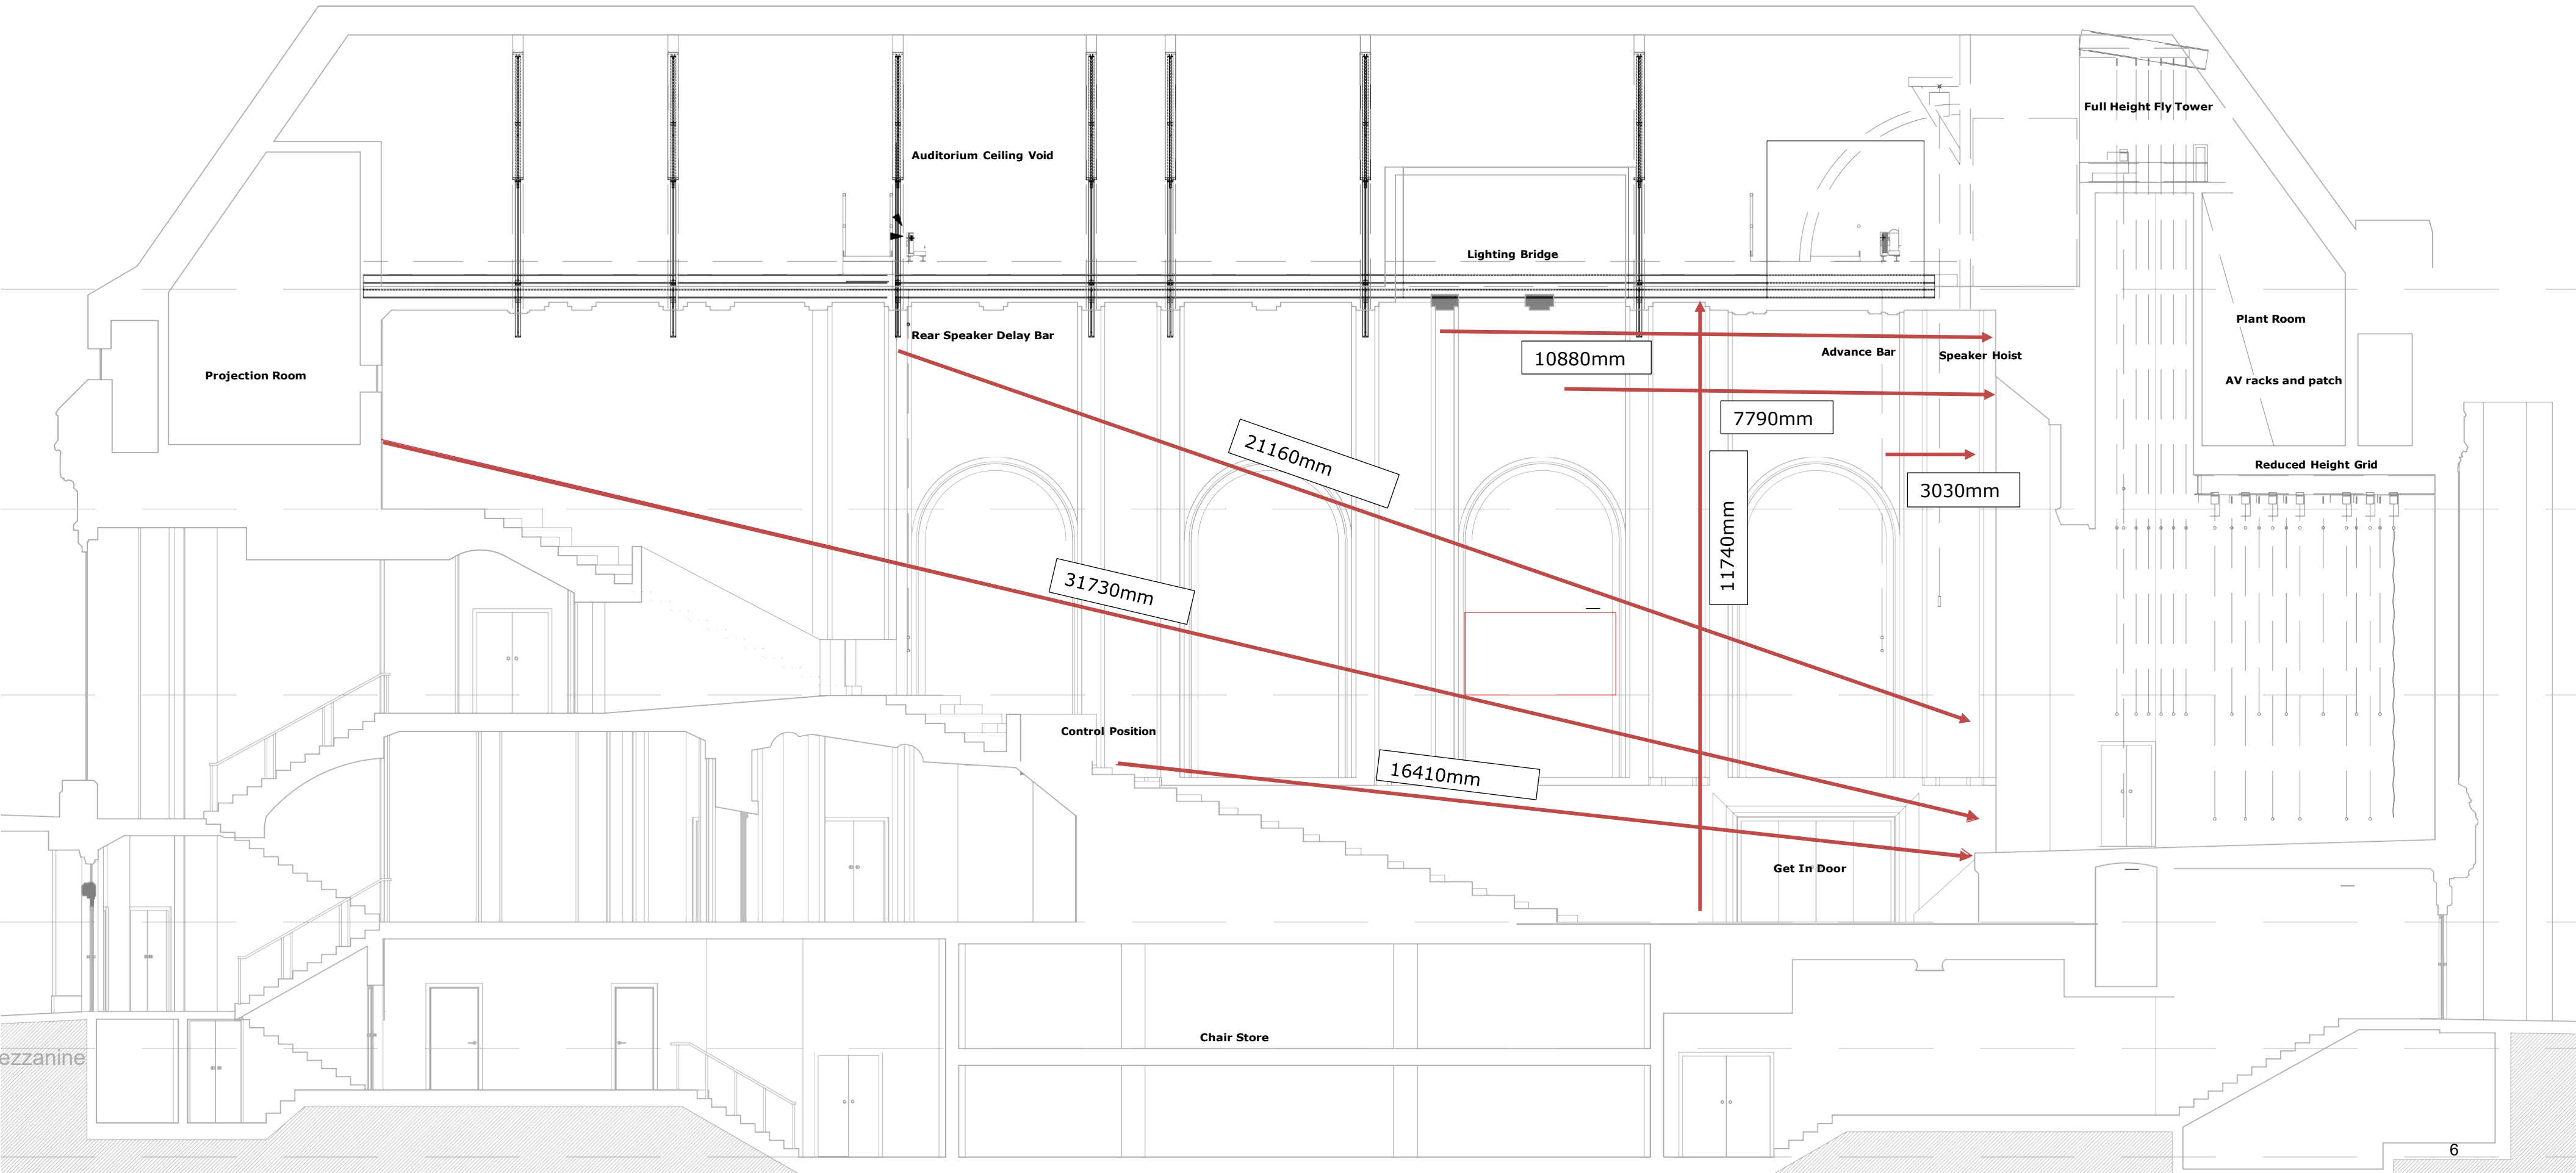 Full Height Fly Tower
Auditorium Ceiling Void
Lighting Bridge
Plant Room
Rear Speaker Delay Bar
Advance Bar
Speaker Hoist
10880mm
Projection Room
AV racks and patch
7790mm
21160mm
Reduced Height Grid
3030mm
11740mm
31730mm
Control Position
16410mm
Get In Door
Chair Store
ezzanine
6